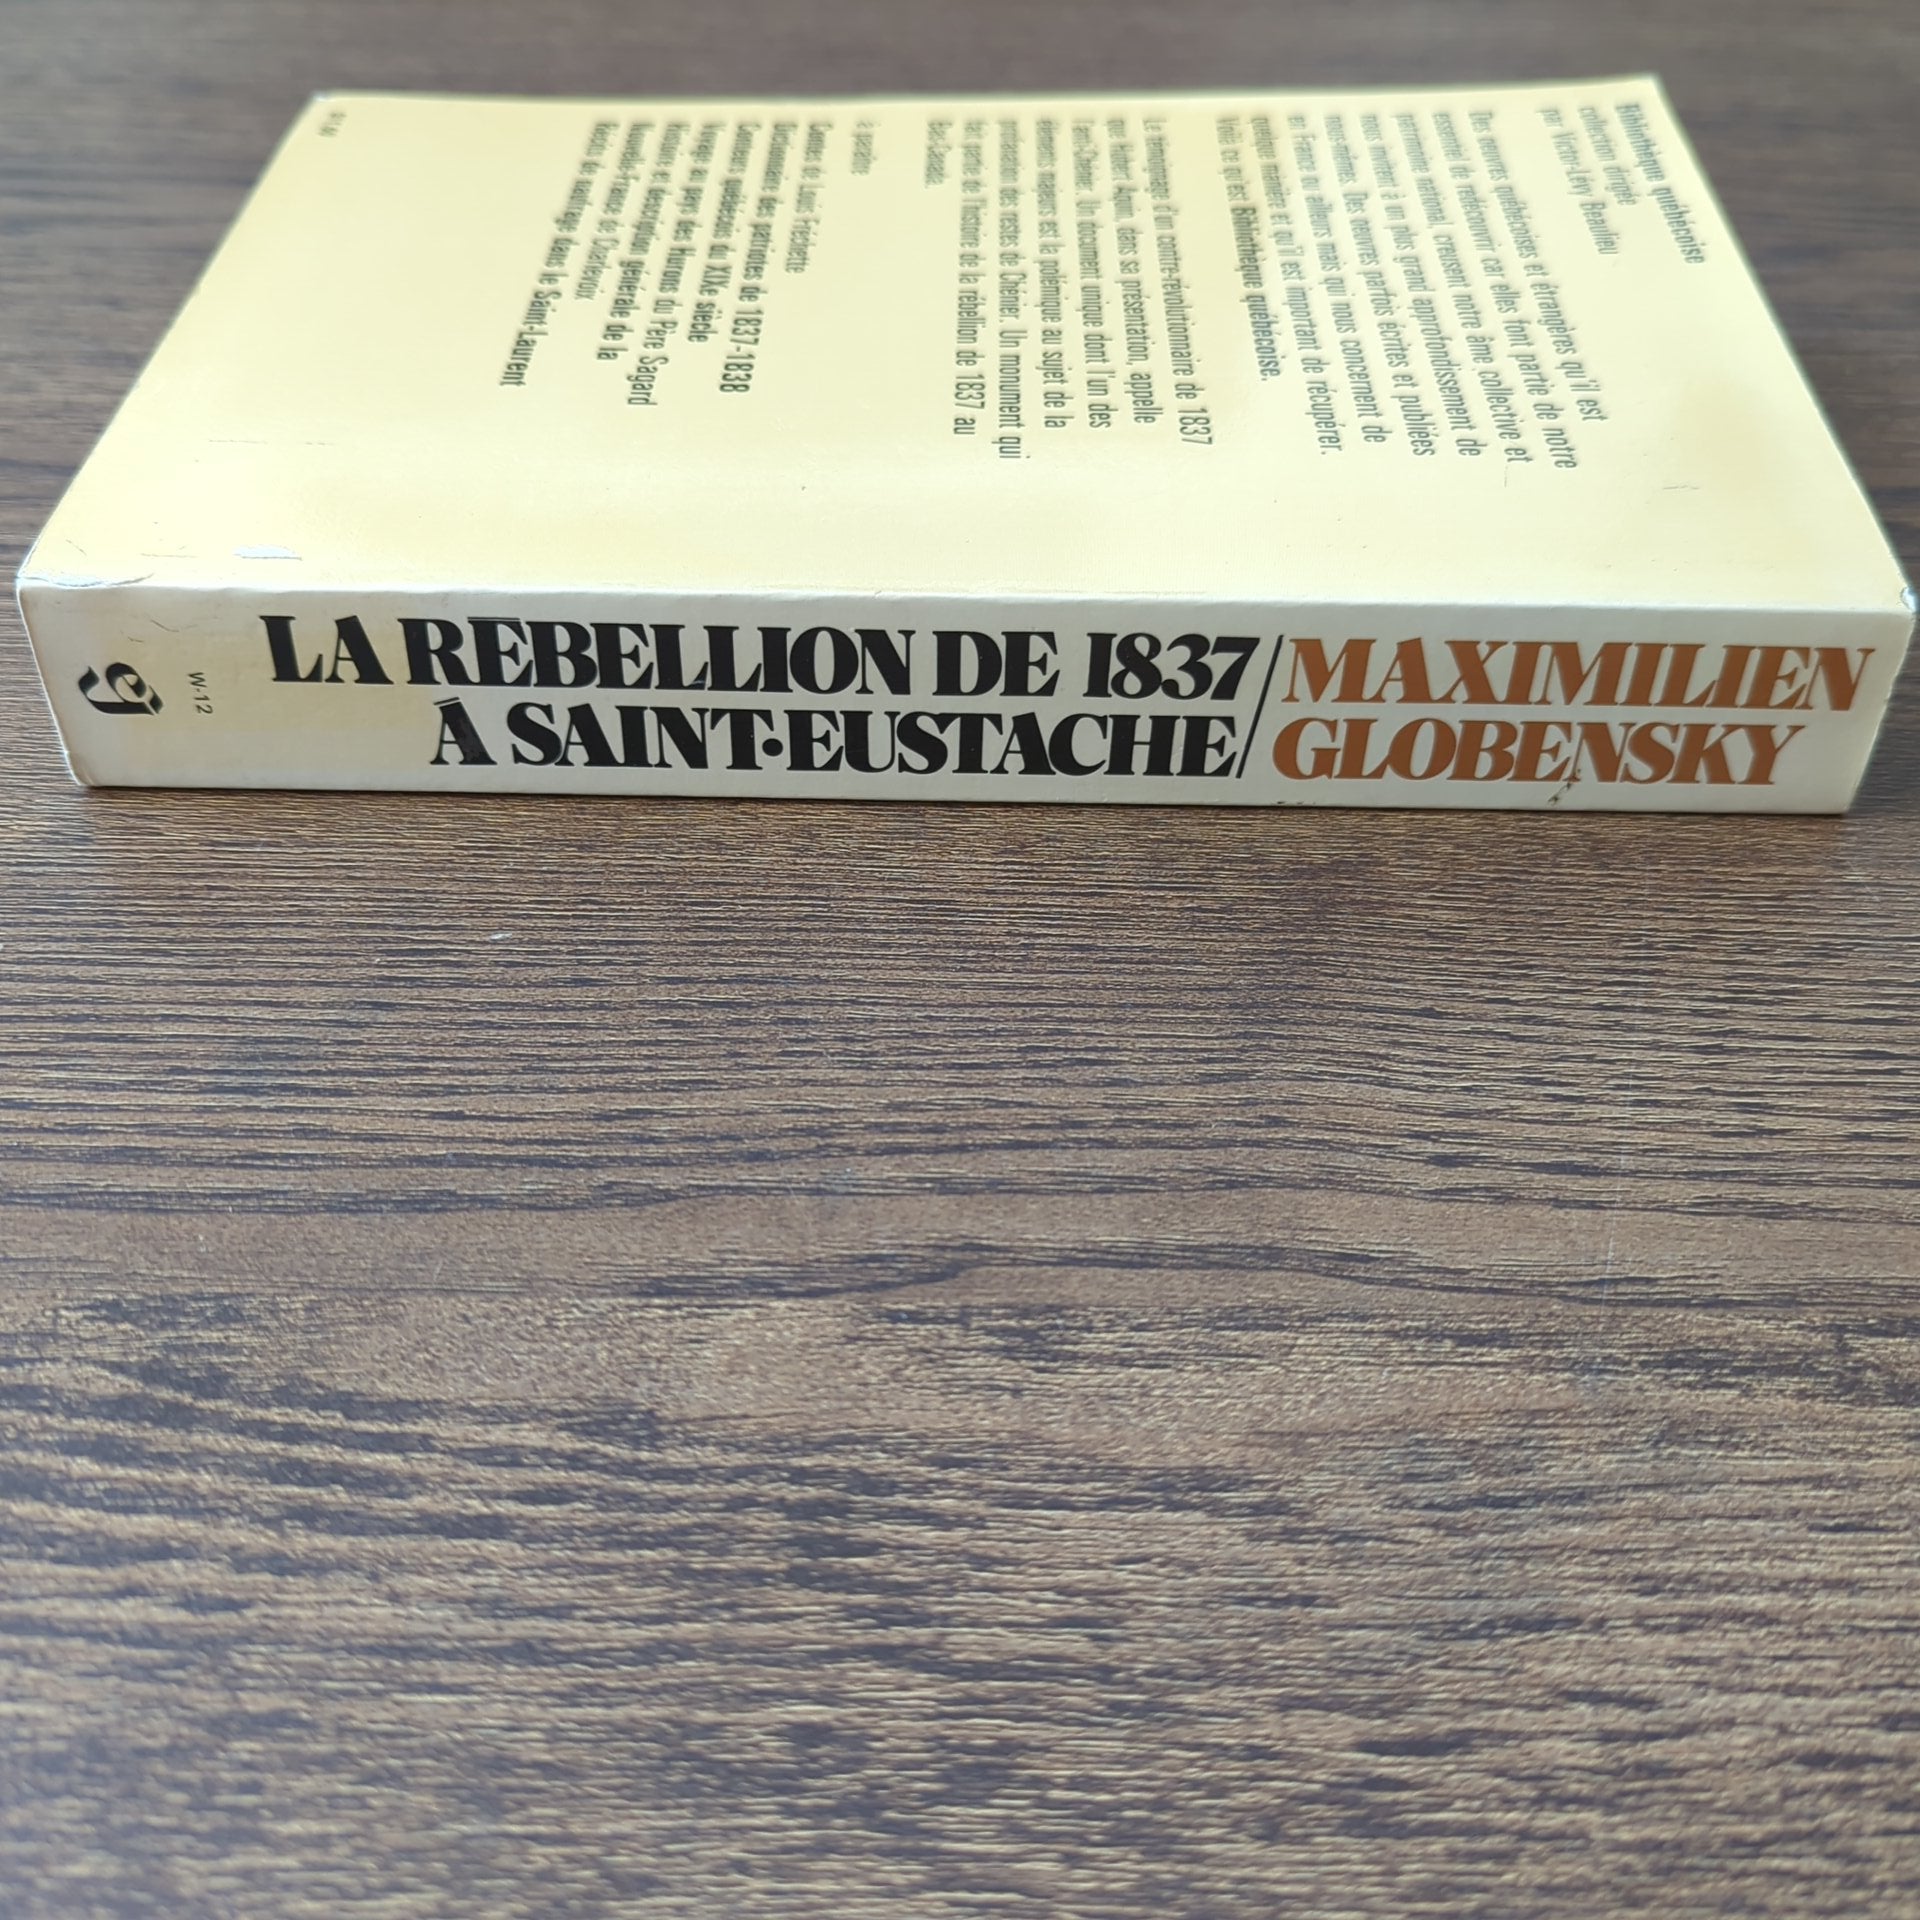 LA RÉBELLION DE 1837
À SAINT-EUSTACHE
MAXIMILIEN
GLOBENSKY
W-12
Bibliothèque québécoise
collection dirigée
par Victor-Lévy Beaulieu
Des oeuvres québécoises et étrangères qu'il est
essentiel de redécouvrir car elles font partie de notre
patrimoine national, creusent notre âme collective et
nous invitent à un plus grand approfondissement de
nous-mêmes. Des oeuvres parfois écrites et publiées
en France ou ailleurs mais qui nous concernent de
quelque manière et qu'il est important de récupérer.
Voilà ce qu'est Bibliothèque québécoise.
Le témoignage d'un contre-révolutionnaire de 1837
que Hubert Aquin, dans sa présentation, appelle
l'anti-Chénier. Un document unique dont l'un des
éléments majeurs est la polémique au sujet de la
profanation des restes de Chénier. Un monument qui
fait partie de l'histoire de la rébellion de 1837 au
Bas-Canada.
à paraître
Contes de Louis Fréchette
Dictionnaire des patriotes de 1837-1838
Conteurs québécois du XIXe siècle
Voyage au pays des Hurons du Père Sagard
Histoire et description générale de la
Nouvelle-France de Charlevoix
Récits de naufrage dans le Saint-Laurent